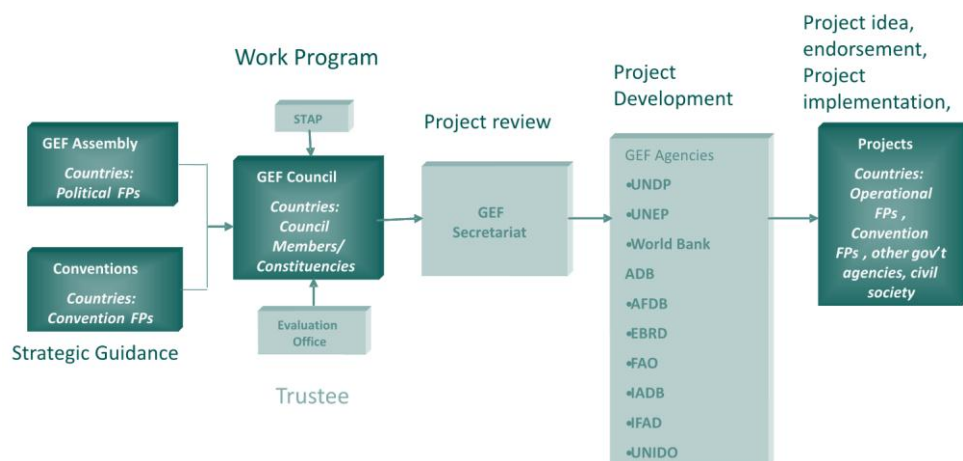 Work Program
STAP
GEF Assembly
Countries:
Political FPs
Conventions
Countries:
Convention FPs
Strategic Guidance
GEF Council
Countries:
Council
Members/
Constituencies
Evaluation
Office
Trustee
Project review
GEF
Secretariat
Project
Development
GEF Agencies
•UNDP
•UNEP
•World Bank
ADB
•AFDB
•EBRD
•FAO
•IADB
•IFAD
•UNIDO
Project idea,
endorsement,
Project
implementation,
Projects
Countries:
Operational
FPs ,
Convention
FPs , other gov't
agencies, civil
society